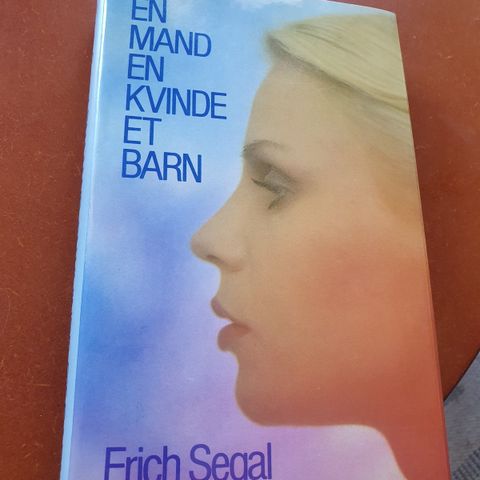 EN
MAND
EN
KVINDE
ET
BARN
Erich Segal